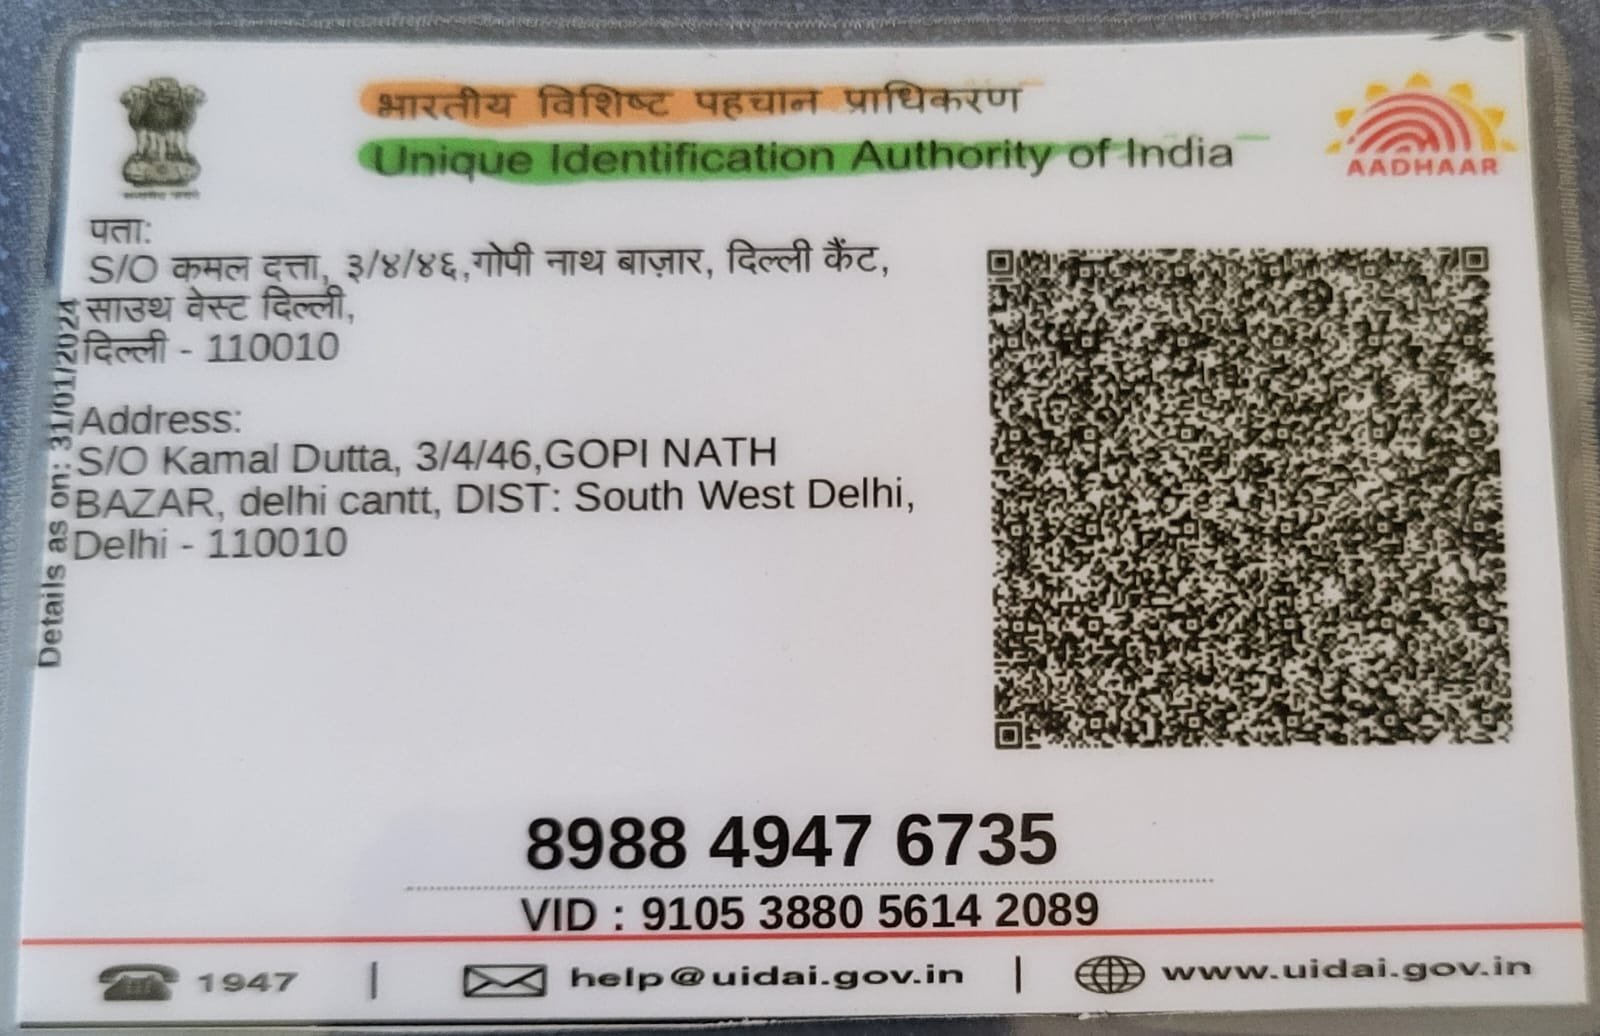 भारतीय विशिष्ट पहचान प्राधिकरण
Unique Identification Authority of India
AADHAAR
पता:
S/O कमल दत्ता, ३/४/४६,गोपी नाथ बाज़ार, दिल्ली कैंट,
साउथ वेस्ट दिल्ली,
दिल्ली - 110010
Address:
S/O Kamal Dutta, 3/4/46,GOPI NATH
BAZAR, delhi cantt, DIST: South West Delhi,
Delhi - 110010
Details as on: 31/01/2024
8988 4947 6735
VID : 9105 3880 5614 2089
1947 | help@uidai.gov.in | www.uidai.gov.in